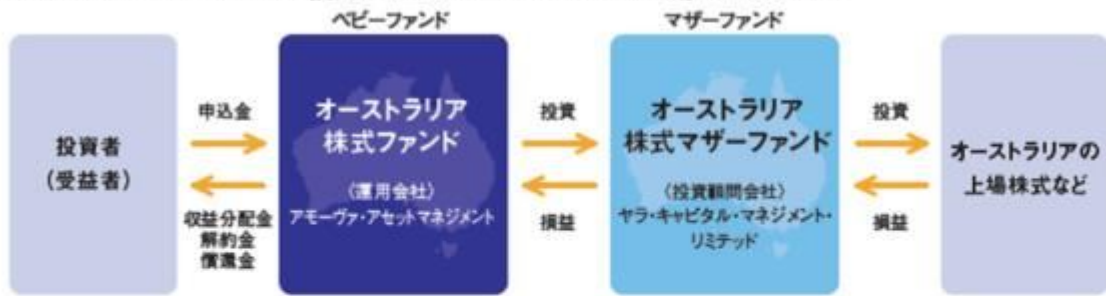 ベビーファンド
マザーファンド
投資者
（受益者）
申込金
収益分配金
解約金
償還金
オーストラリア
株式ファンド
〈運用会社〉
アモーヴァ・アセットマネジメント
投資
損益
オーストラリア
株式マザーファンド
〈投資顧問会社〉
ヤラ・キャピタル・マネジメント・
リミテッド
投資
損益
オーストラリアの
上場株式など